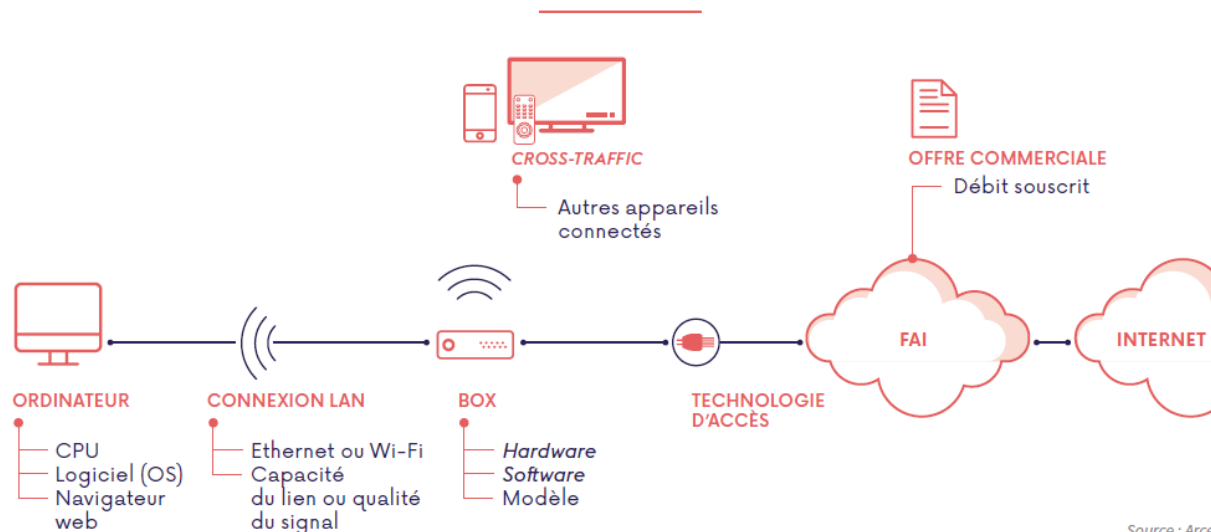 CROSS-TRAFFIC
Autres appareils
connectés
OFFRE COMMERCIALE
Débit souscrit
FAI
INTERNET
ORDINATEUR
CPU
Logiciel (OS)
Navigateur
web
CONNEXION LAN
Ethernet ou Wi-Fi
Capacité
du lien ou qualité
du signal
BOX
Hardware
Software
Modèle
TECHNOLOGIE
D'ACCÈS
Source :